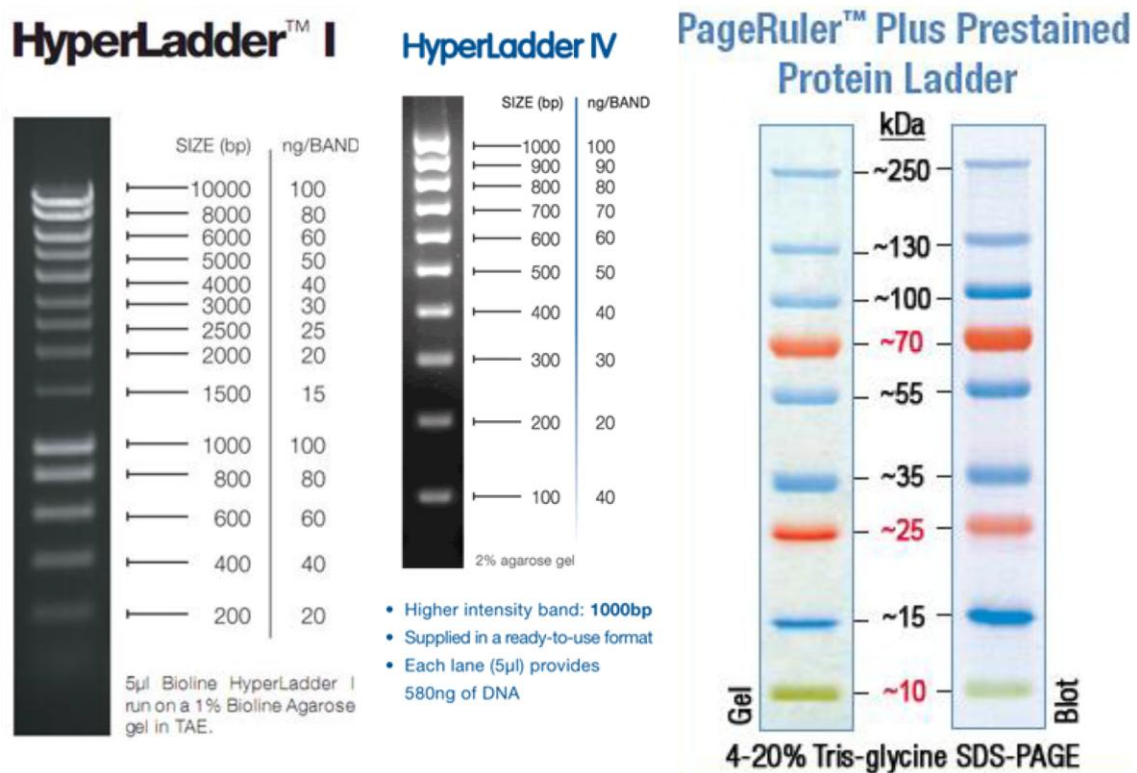 HyperLadder™ I
SIZE (bp) ng/BAND
10000 100
8000 80
6000 60
5000 50
4000 40
3000 30
2500 25
2000 20
1500 15
1000 100
800 80
600 60
400 40
200 20
5µl Bioline HyperLadder I
run on a 1% Bioline Agarose
gel in TAE.
HyperLadder IV
SIZE (bp) ng/BAND
1000 100
900 90
800 80
700 70
600 60
500 50
400 40
300 30
200 20
100 40
2% agarose gel
• Higher intensity band: 1000bp
• Supplied in a ready-to-use format
• Each lane (5µl) provides
580ng of DNA
PageRuler™ Plus Prestained
Protein Ladder
kDa
~250
~130
~100
~70
~55
~35
~25
~15
~10
Gel
Blot
4-20% Tris-glycine SDS-PAGE